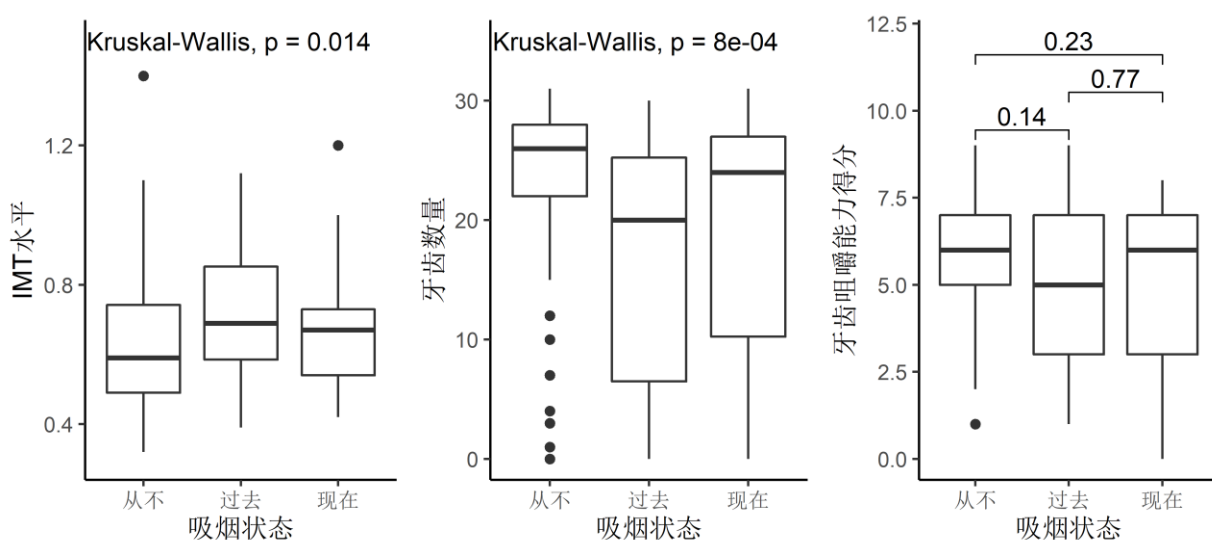 Kruskal-Wallis, p = 0.014
1.2
0.8
0.4
IMT水平
从不
过去
现在
吸烟状态
Kruskal-Wallis, p = 8e-04
30
20
10
0
牙齿数量
从不
过去
现在
吸烟状态
12.5
10.0
7.5
5.0
2.5
0.0
牙齿咀嚼能力得分
0.23
0.77
0.14
从不
过去
现在
吸烟状态